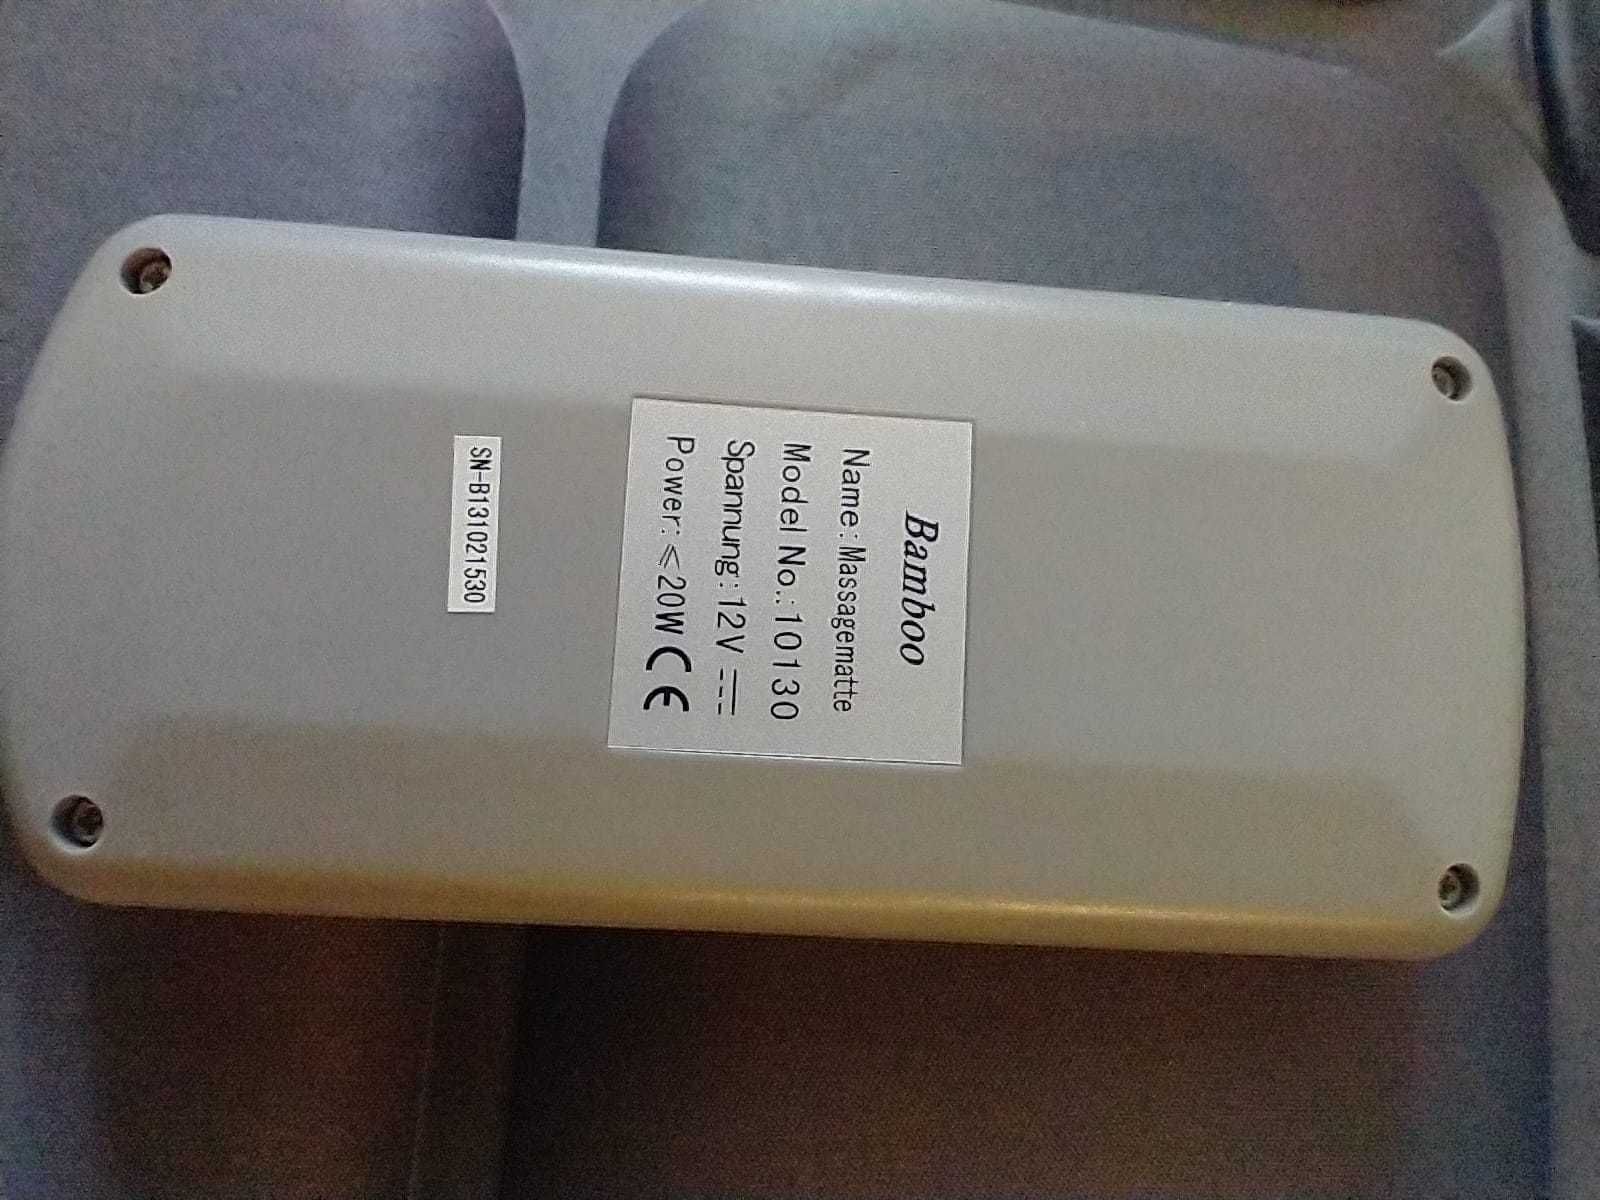 Bamboo
Name: Massagematte
Model No.: 10130
Spannung: 12V ⎓
Power: ≤20W CE
SN-B131021530